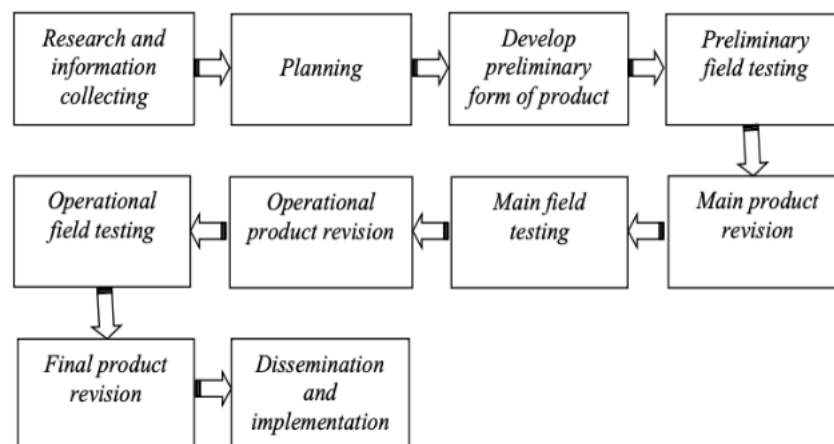 Research and
information
collecting
Planning
Develop
preliminary
form of product
Preliminary
field testing
Main product
revision
Main field
testing
Operational
product revision
Operational
field testing
Final product
revision
Dissemination
and
implementation